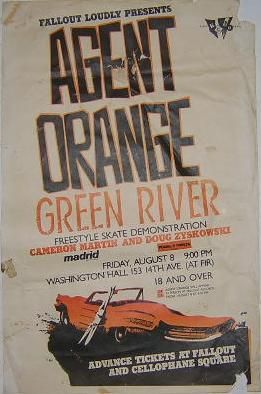 FALLOUT LOUDLY PRESENTS
AGENT
ORANGE
GREEN RIVER
FREESTYLE SKATE DEMONSTRATION
CAMERON MARTIN AND DOUG ZYSKOWSKI
madrid
FRIDAY, AUGUST 8 9:00 PM
WASHINGTON HALL 153 14TH AVE. (AT FIR)
18 AND OVER
ADVANCE TICKETS AT FALLOUT
AND CELLOPHANE SQUARE